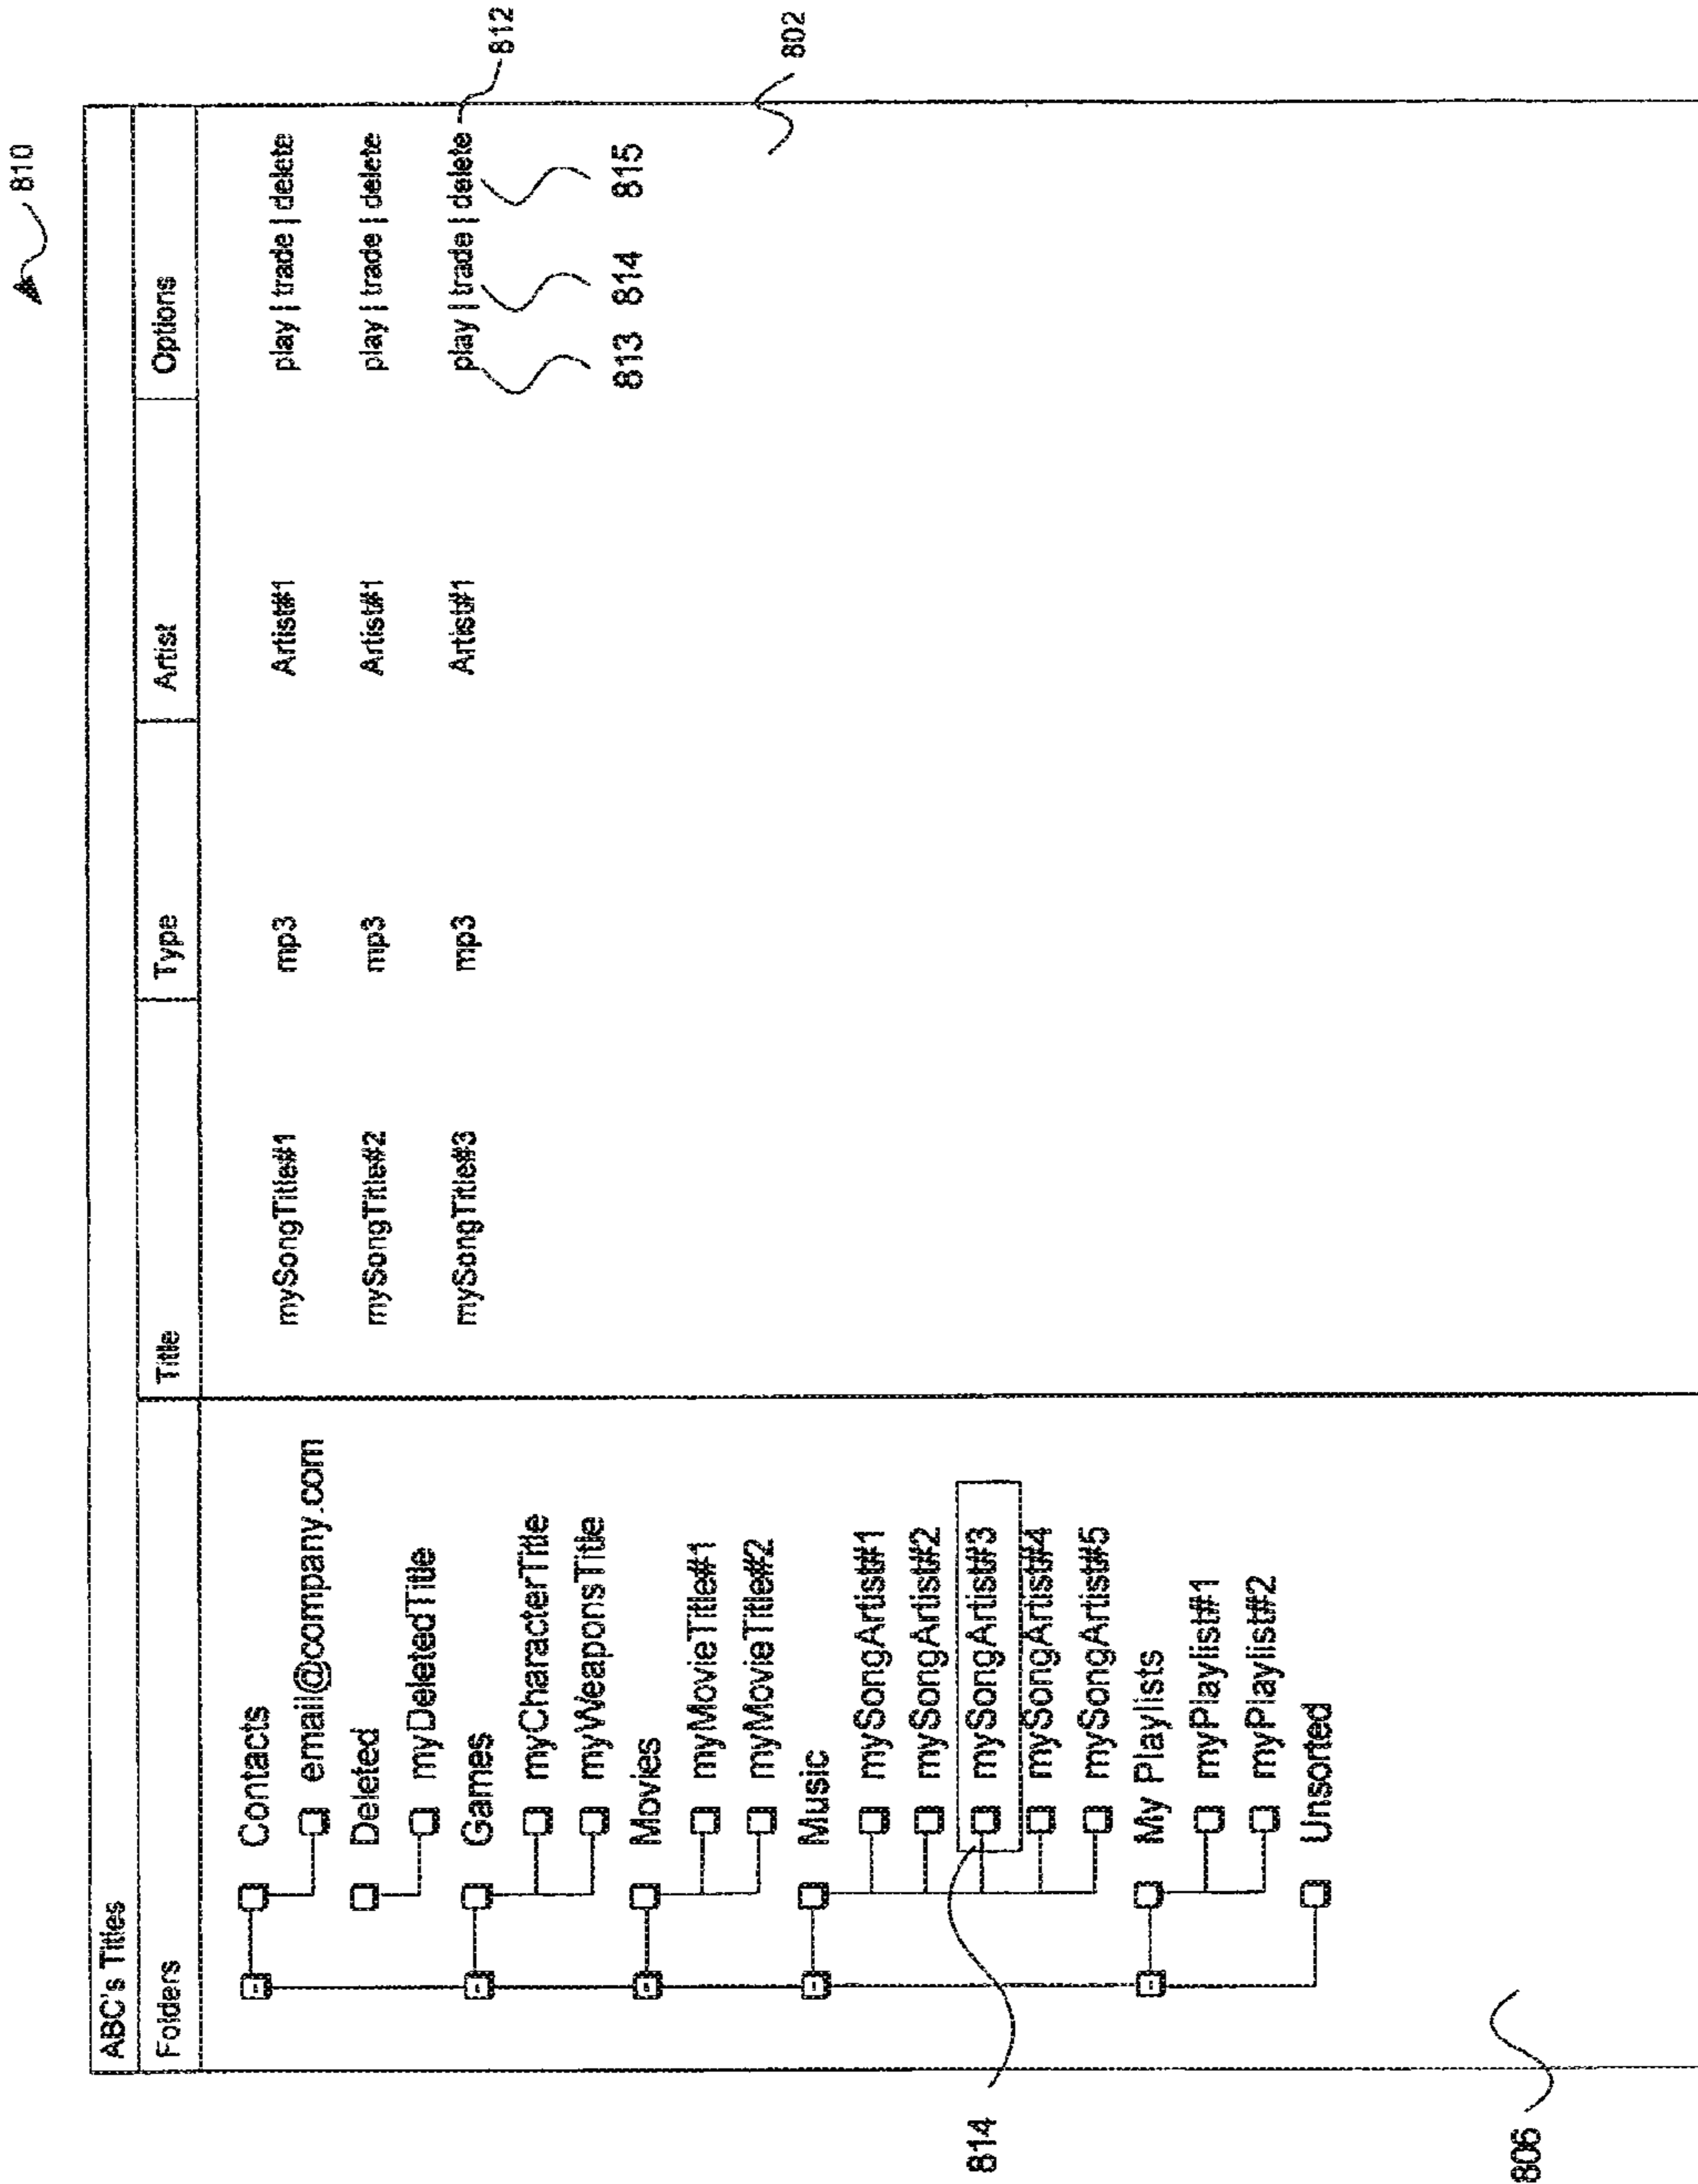 810
ABC's Titles
Folders Title Type Artist Options
Contacts
email@company.com
Deleted
myDeletedTitle
Games
myCharacterTitle
myWeaponsTitle
Movies
myMovieTitle#1
myMovieTitle#2
Music
mySongArtist#1
mySongArtist#2
mySongArtist#3
mySongArtist#4
mySongArtist#5
My Playlists
myPlaylist#1
myPlaylist#2
Unsorted
mySongTitle#1 mp3 Artist#1 play | trade | delete
mySongTitle#2 mp3 Artist#1 play | trade | delete
mySongTitle#3 mp3 Artist#1 play | trade | delete
812
813 814 815
802
814
806